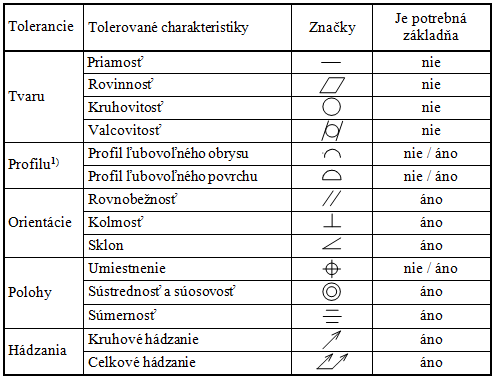 Tolerancie Tolerované charakteristiky Značky Je potrebná základňa
Tvaru
Priamosť nie
Rovinnosť nie
Kruhovitosť nie
Valcovitosť nie
Profilu¹⁾
Profil ľubovoľného obrysu nie / áno
Profil ľubovoľného povrchu nie / áno
Orientácie
Rovnobežnosť áno
Kolmosť áno
Sklon áno
Polohy
Umiestnenie nie / áno
Sústrednosť a súosovosť áno
Súmernosť áno
Hádzania
Kruhové hádzanie áno
Celkové hádzanie áno